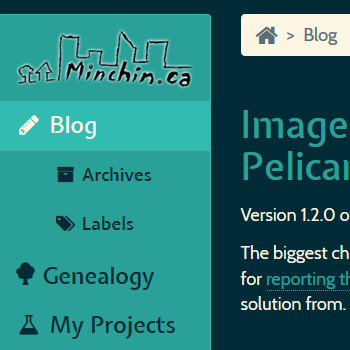 Minchin.ca
Blog
Archives
Labels
Genealogy
My Projects
> Blog
Image
Pelica
Version 1.2.0 o
The biggest ch
for reporting th
solution from.